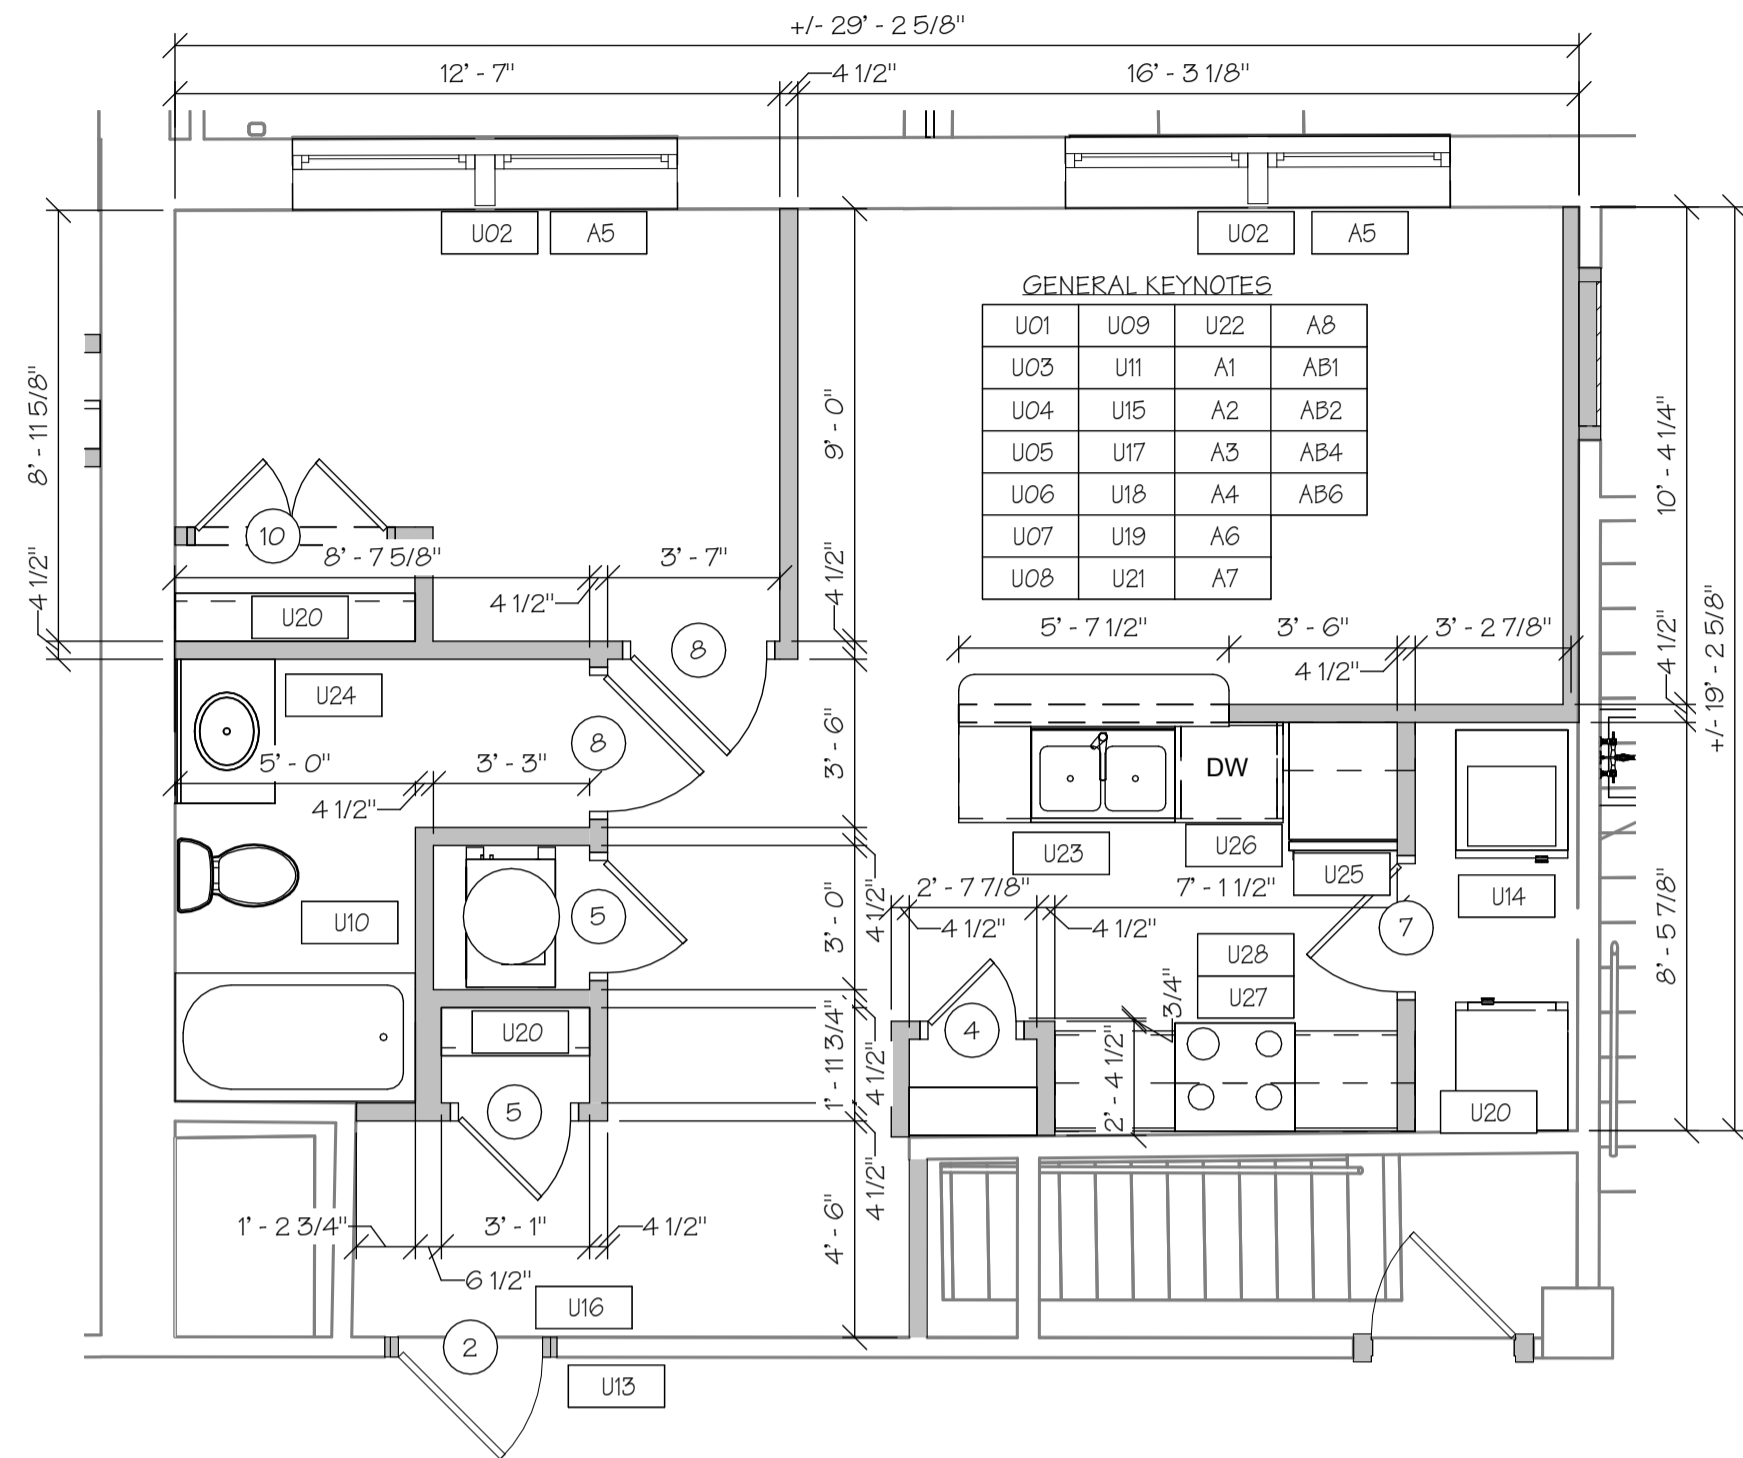 +/- 29' - 2 5/8"
12' - 7"
4 1/2"
16' - 3 1/8"
U02
A5
U02
A5
GENERAL KEYNOTES
U01 U09 U22 A8
U03 U11 A1 AB1
U04 U15 A2 AB2
U05 U17 A3 AB4
U06 U18 A4 AB6
U07 U19 A6
U08 U21 A7
8' - 11 5/8"
9' - 0"
10' - 4 1/4"
10
8' - 7 5/8"
3' - 7"
4 1/2"
4 1/2"
4 1/2"
U20
5' - 7 1/2"
3' - 6"
3' - 2 7/8"
4 1/2"
4 1/2"
+/- 19' - 2 5/8"
8
U24
8
3' - 6"
5' - 0"
3' - 3"
4 1/2"
DW
U23
U26
U25
U14
2' - 7 7/8"
7' - 1 1/2"
4 1/2"
4 1/2"
4 1/2"
3' - 0"
U10
5
7
8' - 5 7/8"
U28
U27
3/4"
4
U20
1' - 11 3/4"
4 1/2"
2' - 4 1/2"
5
U20
4 1/2"
1' - 2 3/4"
3' - 1"
4 1/2"
4' - 6"
6 1/2"
U16
2
U13